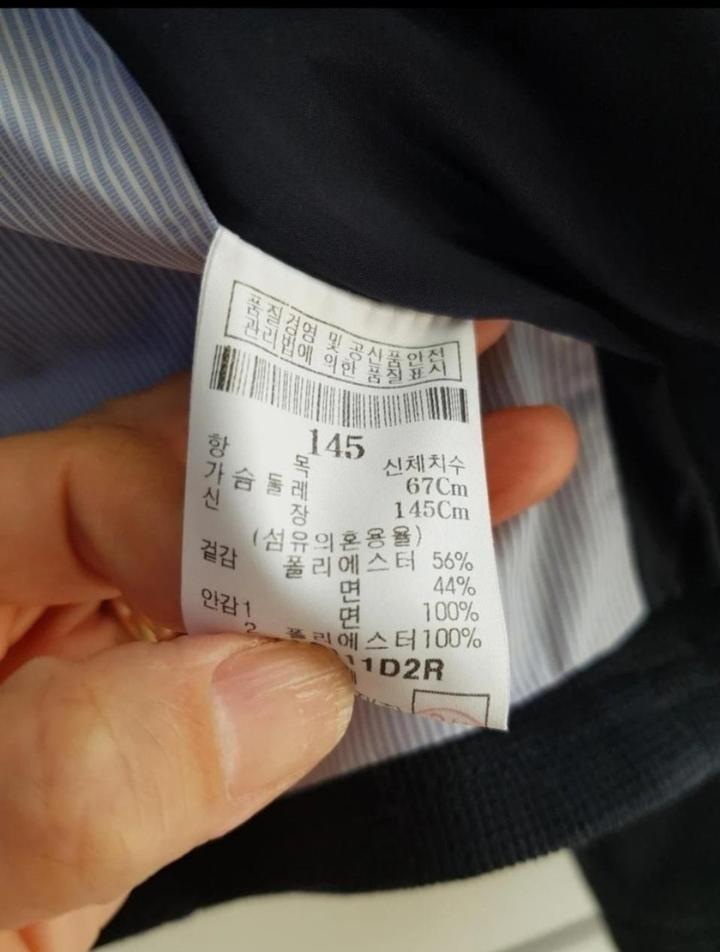 품질경영 및 공산품안전
관리법에 의한 품질표시
145
항 목 신체치수
가슴둘레 67Cm
신 장 145Cm
(섬유의혼용율)
겉감 폴리에스터 56%
면 44%
안감1 면 100%
2 폴리에스터100%
11D2R